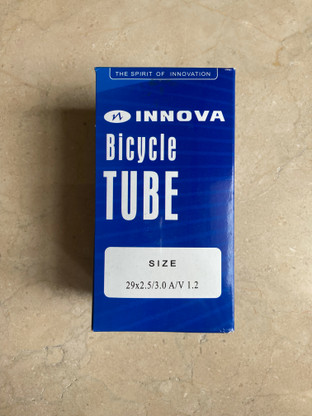 THE SPIRIT OF INNOVATION
INNOVA
Bicycle
TUBE
SIZE
29x2.5/3.0 A/V 1.2